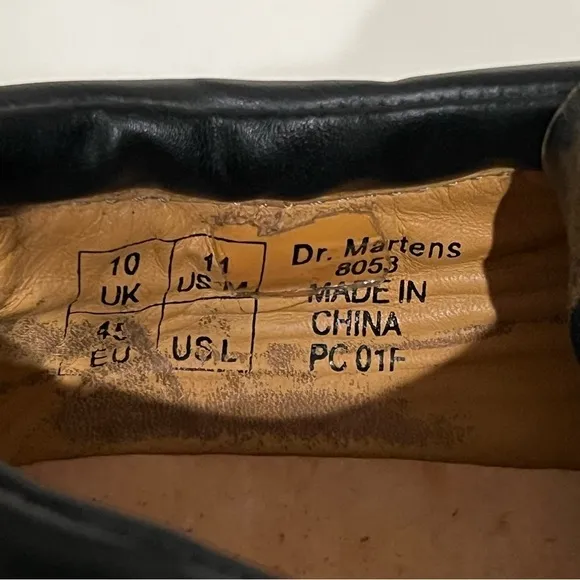 10
UK
11
US M
45
EU
US L
Dr. Martens
8053
MADE IN
CHINA
PC 01F